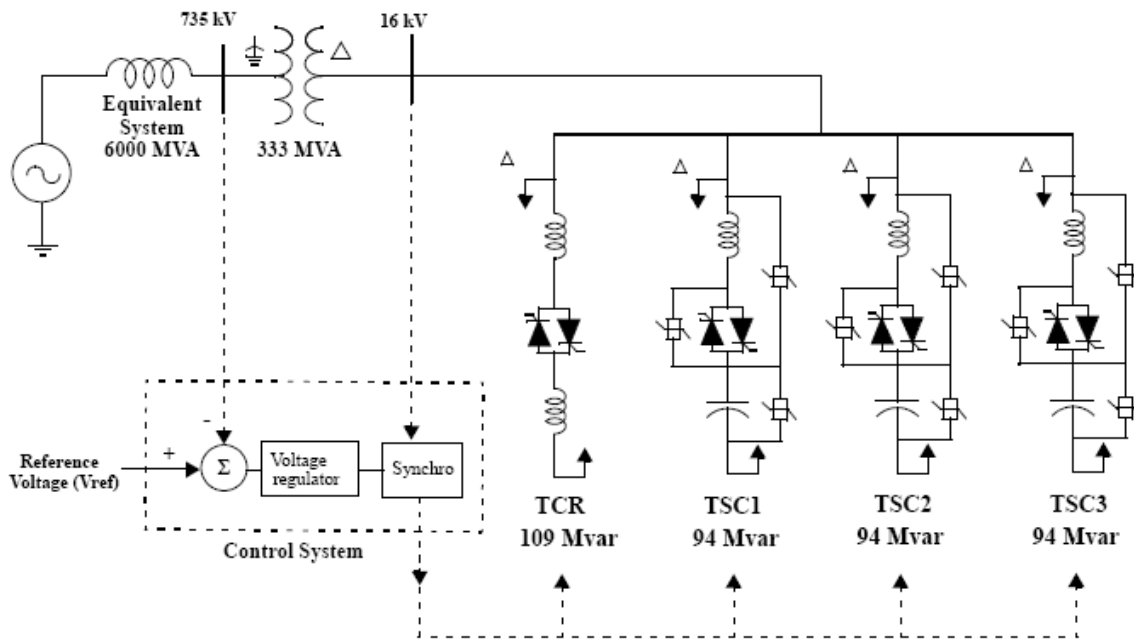 735 kV
16 kV
Δ
Equivalent
System
6000 MVA
333 MVA
Δ
Δ
Δ
Δ
-
+
Reference
Voltage (Vref)
Σ
Voltage
regulator
Synchro
Control System
TCR
109 Mvar
TSC1
94 Mvar
TSC2
94 Mvar
TSC3
94 Mvar